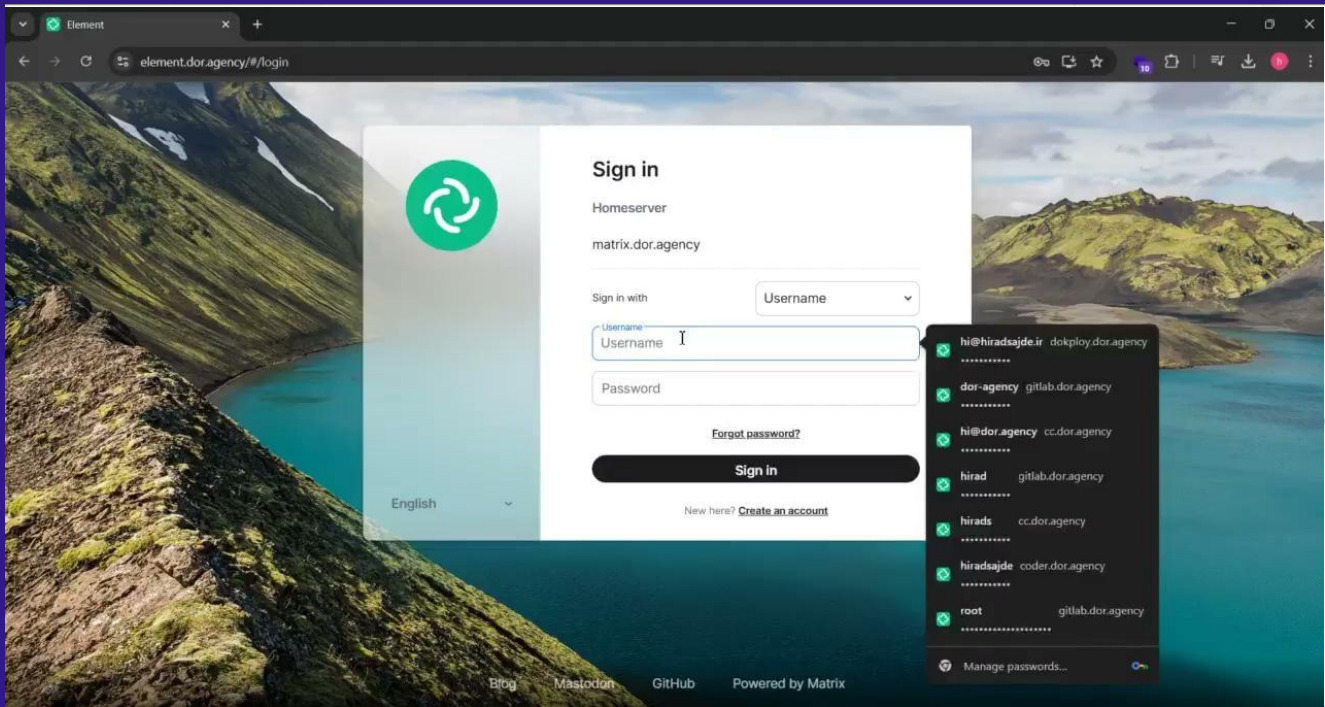 Element
element.dor.agency/#/login
10
h
Sign in
Homeserver
matrix.dor.agency
Sign in with Username
Username
Username
Password
Forgot password?
Sign in
New here? Create an account
English
hi@hiradsajde.ir dokploy.dor.agency
•••••••••••
dor-agency gitlab.dor.agency
•••••••••••
hi@dor.agency cc.dor.agency
•••••••••••
hirad gitlab.dor.agency
•••••••••••
hirads cc.dor.agency
•••••••••••
hiradsajde coder.dor.agency
•••••••••••
root gitlab.dor.agency
••••••••••••••••••••
Manage passwords...
Blog Mastodon GitHub Powered by Matrix